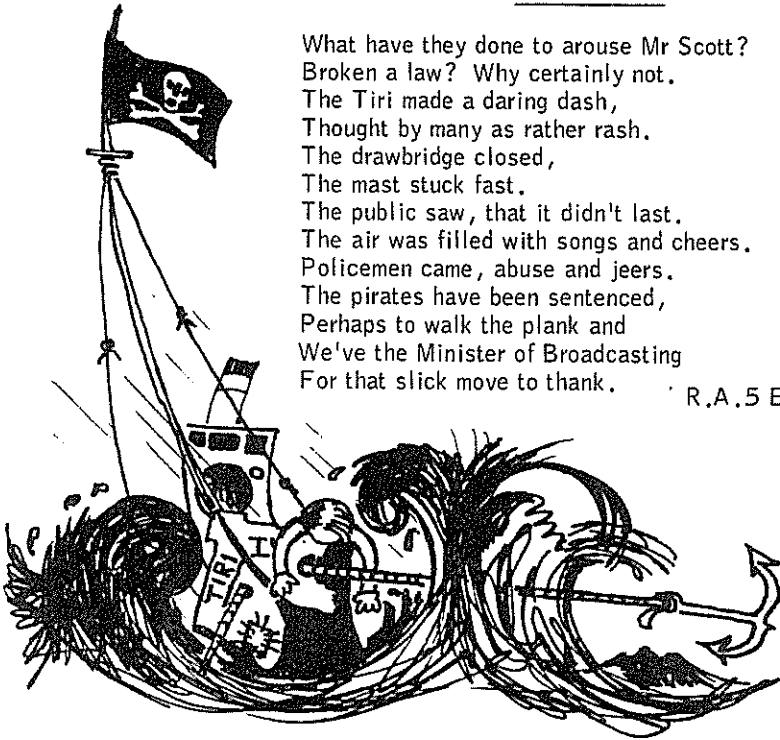 What have they done to arouse Mr Scott?
Broken a law? Why certainly not.
The Tiri made a daring dash,
Thought by many as rather rash.
The drawbridge closed,
The mast stuck fast.
The public saw, that it didn't last.
The air was filled with songs and cheers.
Policemen came, abuse and jeers.
The pirates have been sentenced,
Perhaps to walk the plank and
We've the Minister of Broadcasting
For that slick move to thank.
R.A.5 E
TIRI II